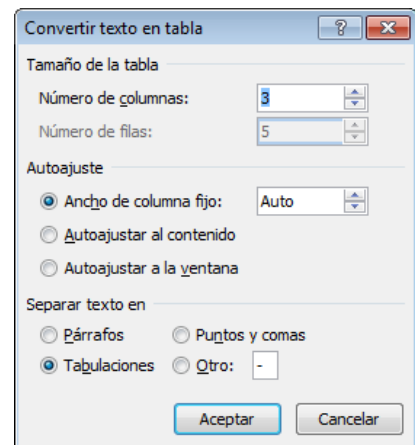 Convertir texto en tabla
Tamaño de la tabla
Número de columnas: 3
Número de filas: 5
Autoajuste
Ancho de columna fijo: Auto
Autoajustar al contenido
Autoajustar a la ventana
Separar texto en
Párrafos Puntos y comas
Tabulaciones Otro: -
Aceptar Cancelar